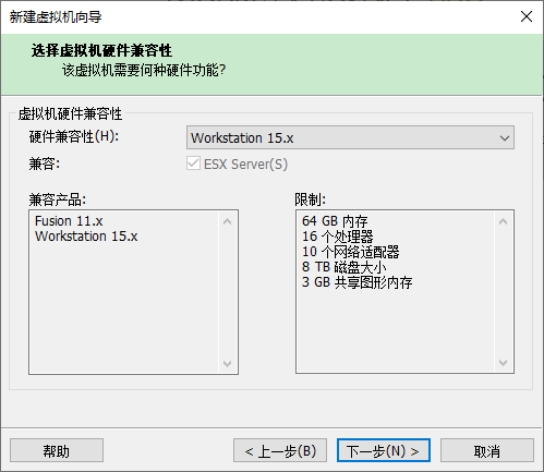 新建虚拟机向导
选择虚拟机硬件兼容性
该虚拟机需要何种硬件功能?
虚拟机硬件兼容性
硬件兼容性(H):
Workstation 15.x
兼容:
ESX Server(S)
兼容产品:
Fusion 11.x
Workstation 15.x
限制:
64 GB 内存
16 个处理器
10 个网络适配器
8 TB 磁盘大小
3 GB 共享图形内存
帮助
< 上一步(B)
下一步(N) >
取消